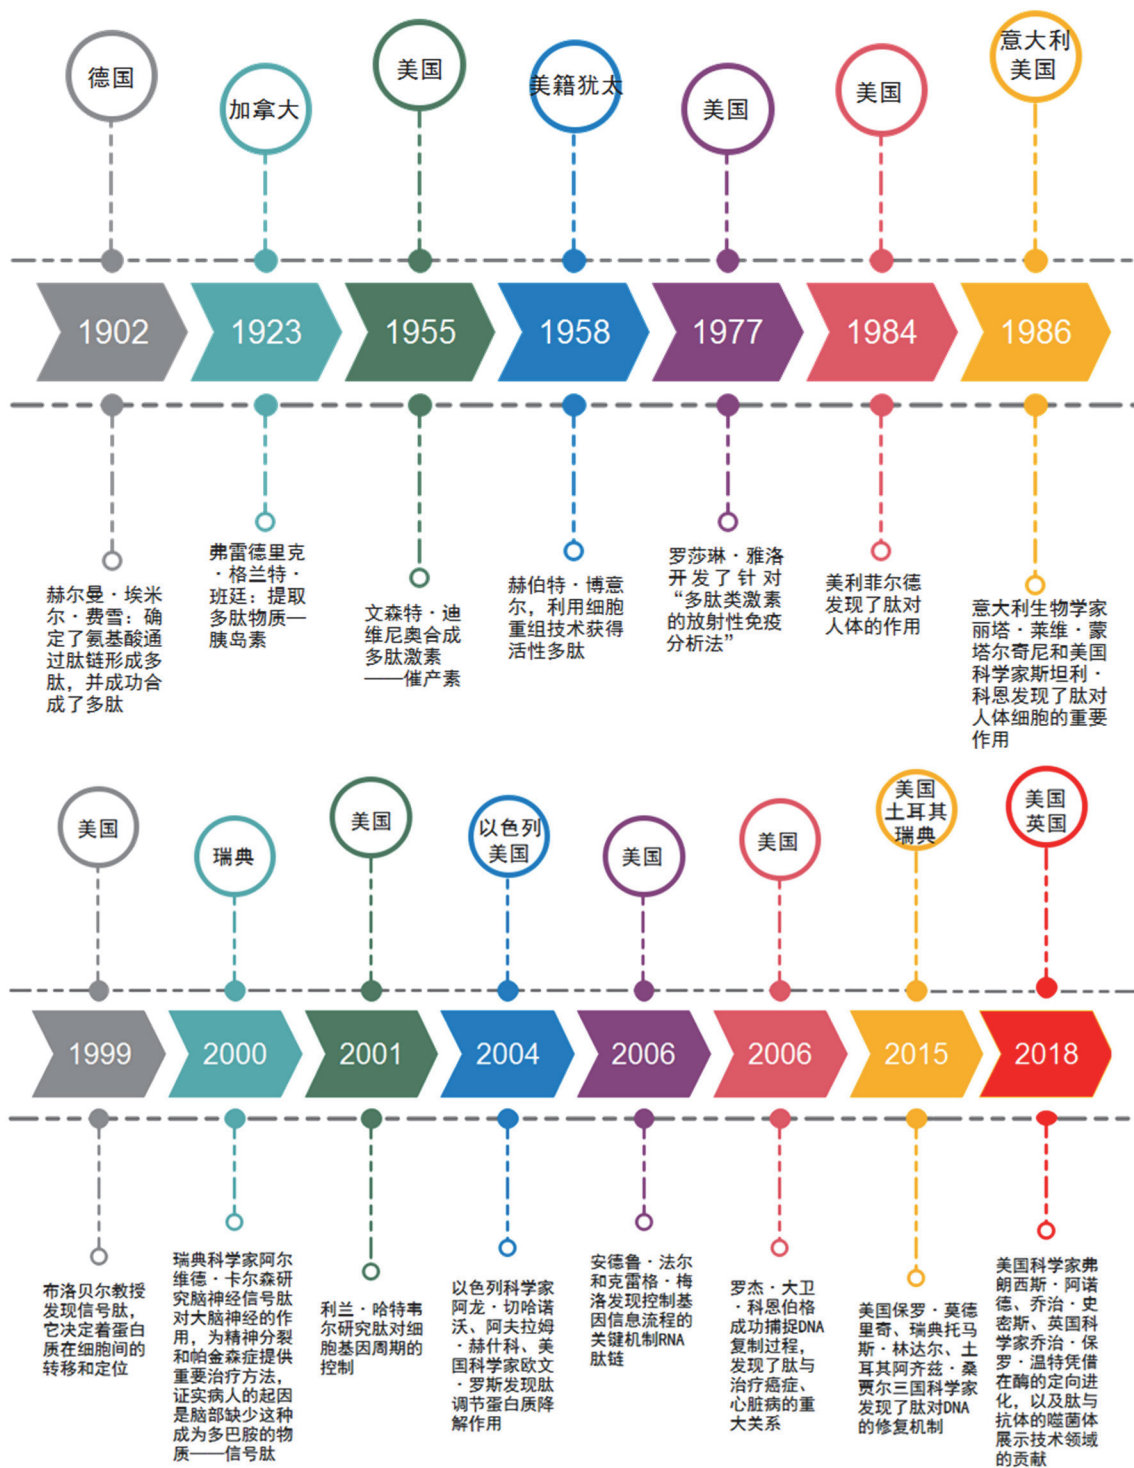 德国
加拿大
美国
美籍犹太
美国
美国
意大利
美国
1902
1923
1955
1958
1977
1984
1986
赫尔曼·埃米
尔·费雪：确
定了氨基酸通
过肽链形成多
肽，并成功合
成了多肽
弗雷德里克
·格兰特·
班廷：提取
多肽物质—
胰岛素
文森特·迪
维尼奥合成
多肽激素
——催产素
赫伯特·博意
尔，利用细胞
重组技术获得
活性多肽
罗莎琳·雅洛
开发了针对
“多肽类激素
的放射性免疫
分析法”
美利菲尔德
发现了肽对
人体的作用
意大利生物学家
丽塔·莱维·蒙
塔尔奇尼和美国
科学家斯坦利·
科恩发现了肽对
人体细胞的重要
作用
美国
瑞典
美国
以色列
美国
美国
美国
美国
土耳其
瑞典
美国
英国
1999
2000
2001
2004
2006
2006
2015
2018
布洛贝尔教授
发现信号肽，
它决定着蛋白
质在细胞间的
转移和定位
瑞典科学家阿尔
维德·卡尔森研
究脑神经信号肽
对大脑神经的作
用，为精神分裂
和帕金森症提供
重要治疗方法，
证实病人的起因
是脑部缺少这种
成为多巴胺的物
质——信号肽
利兰·哈特韦
尔研究肽对细
胞基因周期的
控制
以色列科学家
阿龙·切哈诺
沃、阿夫拉姆
·赫什科、美
国科学家欧文
·罗斯发现肽
调节蛋白质降
解作用
安德鲁·法尔
和克雷格·梅
洛发现控制基
因信息流程的
关键机制RNA
肽链
罗杰·大卫
·科恩伯格
成功捕捉DNA
复制过程，
发现了肽与
治疗癌症、
心脏病的重
大关系
美国保罗·莫德
里奇、瑞典托马
斯·林达尔、土
耳其阿齐兹·桑
贾尔三国科学家
发现了肽对DNA
的修复机制
美国科学家弗
朗西斯·阿诺
德、乔治·史
密斯、英国科
学家乔治·保
罗·温特凭借
在酶的定向进
化，以及肽与
抗体的噬菌体
展示技术领域
的贡献